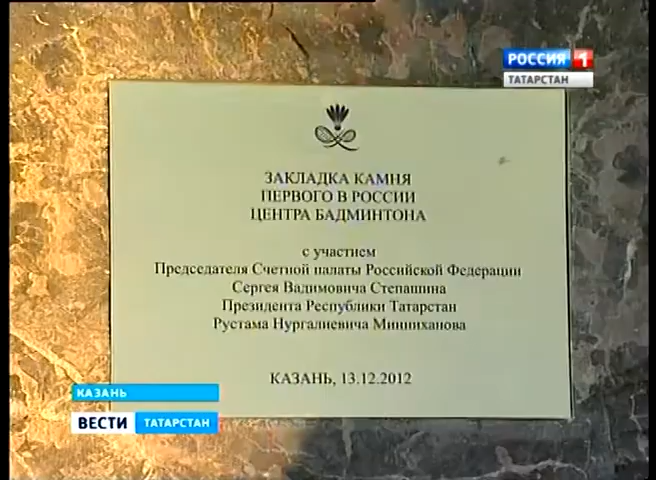 РОССИЯ 1
ТАТАРСТАН
ЗАКЛАДКА КАМНЯ
ПЕРВОГО В РОССИИ
ЦЕНТРА БАДМИНТОНА
с участием
Председателя Счетной палаты Российской Федерации
Сергея Вадимовича Степашина
Президента Республики Татарстан
Рустама Нургалиевича Минниханова
КАЗАНЬ, 13.12.2012
КАЗАНЬ
ВЕСТИ ТАТАРСТАН